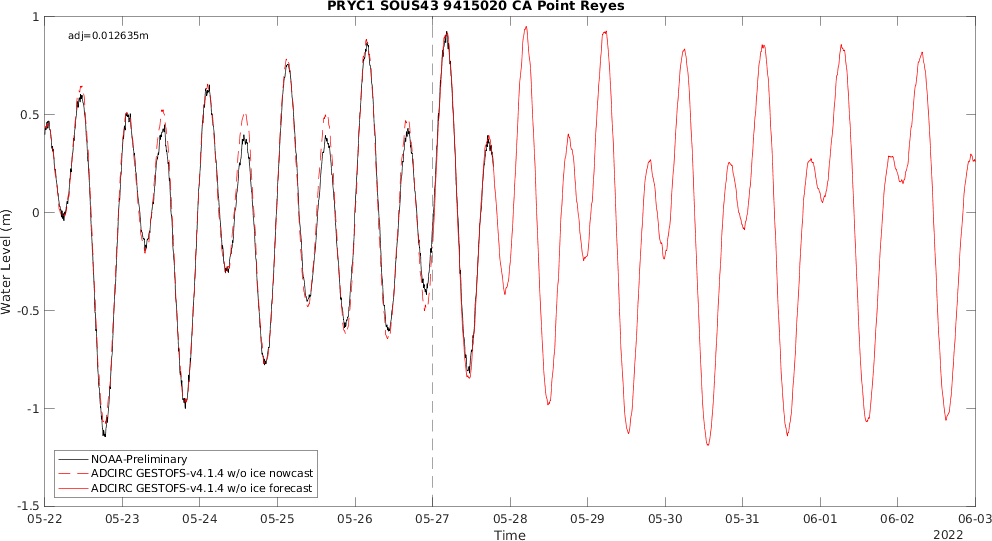 PRYC1 SOUS43 9415020 CA Point Reyes
adj=0.012635m
1
0.5
0
-0.5
-1
-1.5
Water Level (m)
NOAA-Preliminary
ADCIRC GESTOFS-v4.1.4 w/o ice nowcast
ADCIRC GESTOFS-v4.1.4 w/o ice forecast
05-22 05-23 05-24 05-25 05-26 05-27 05-28 05-29 05-30 05-31 06-01 06-02 06-03
Time
2022